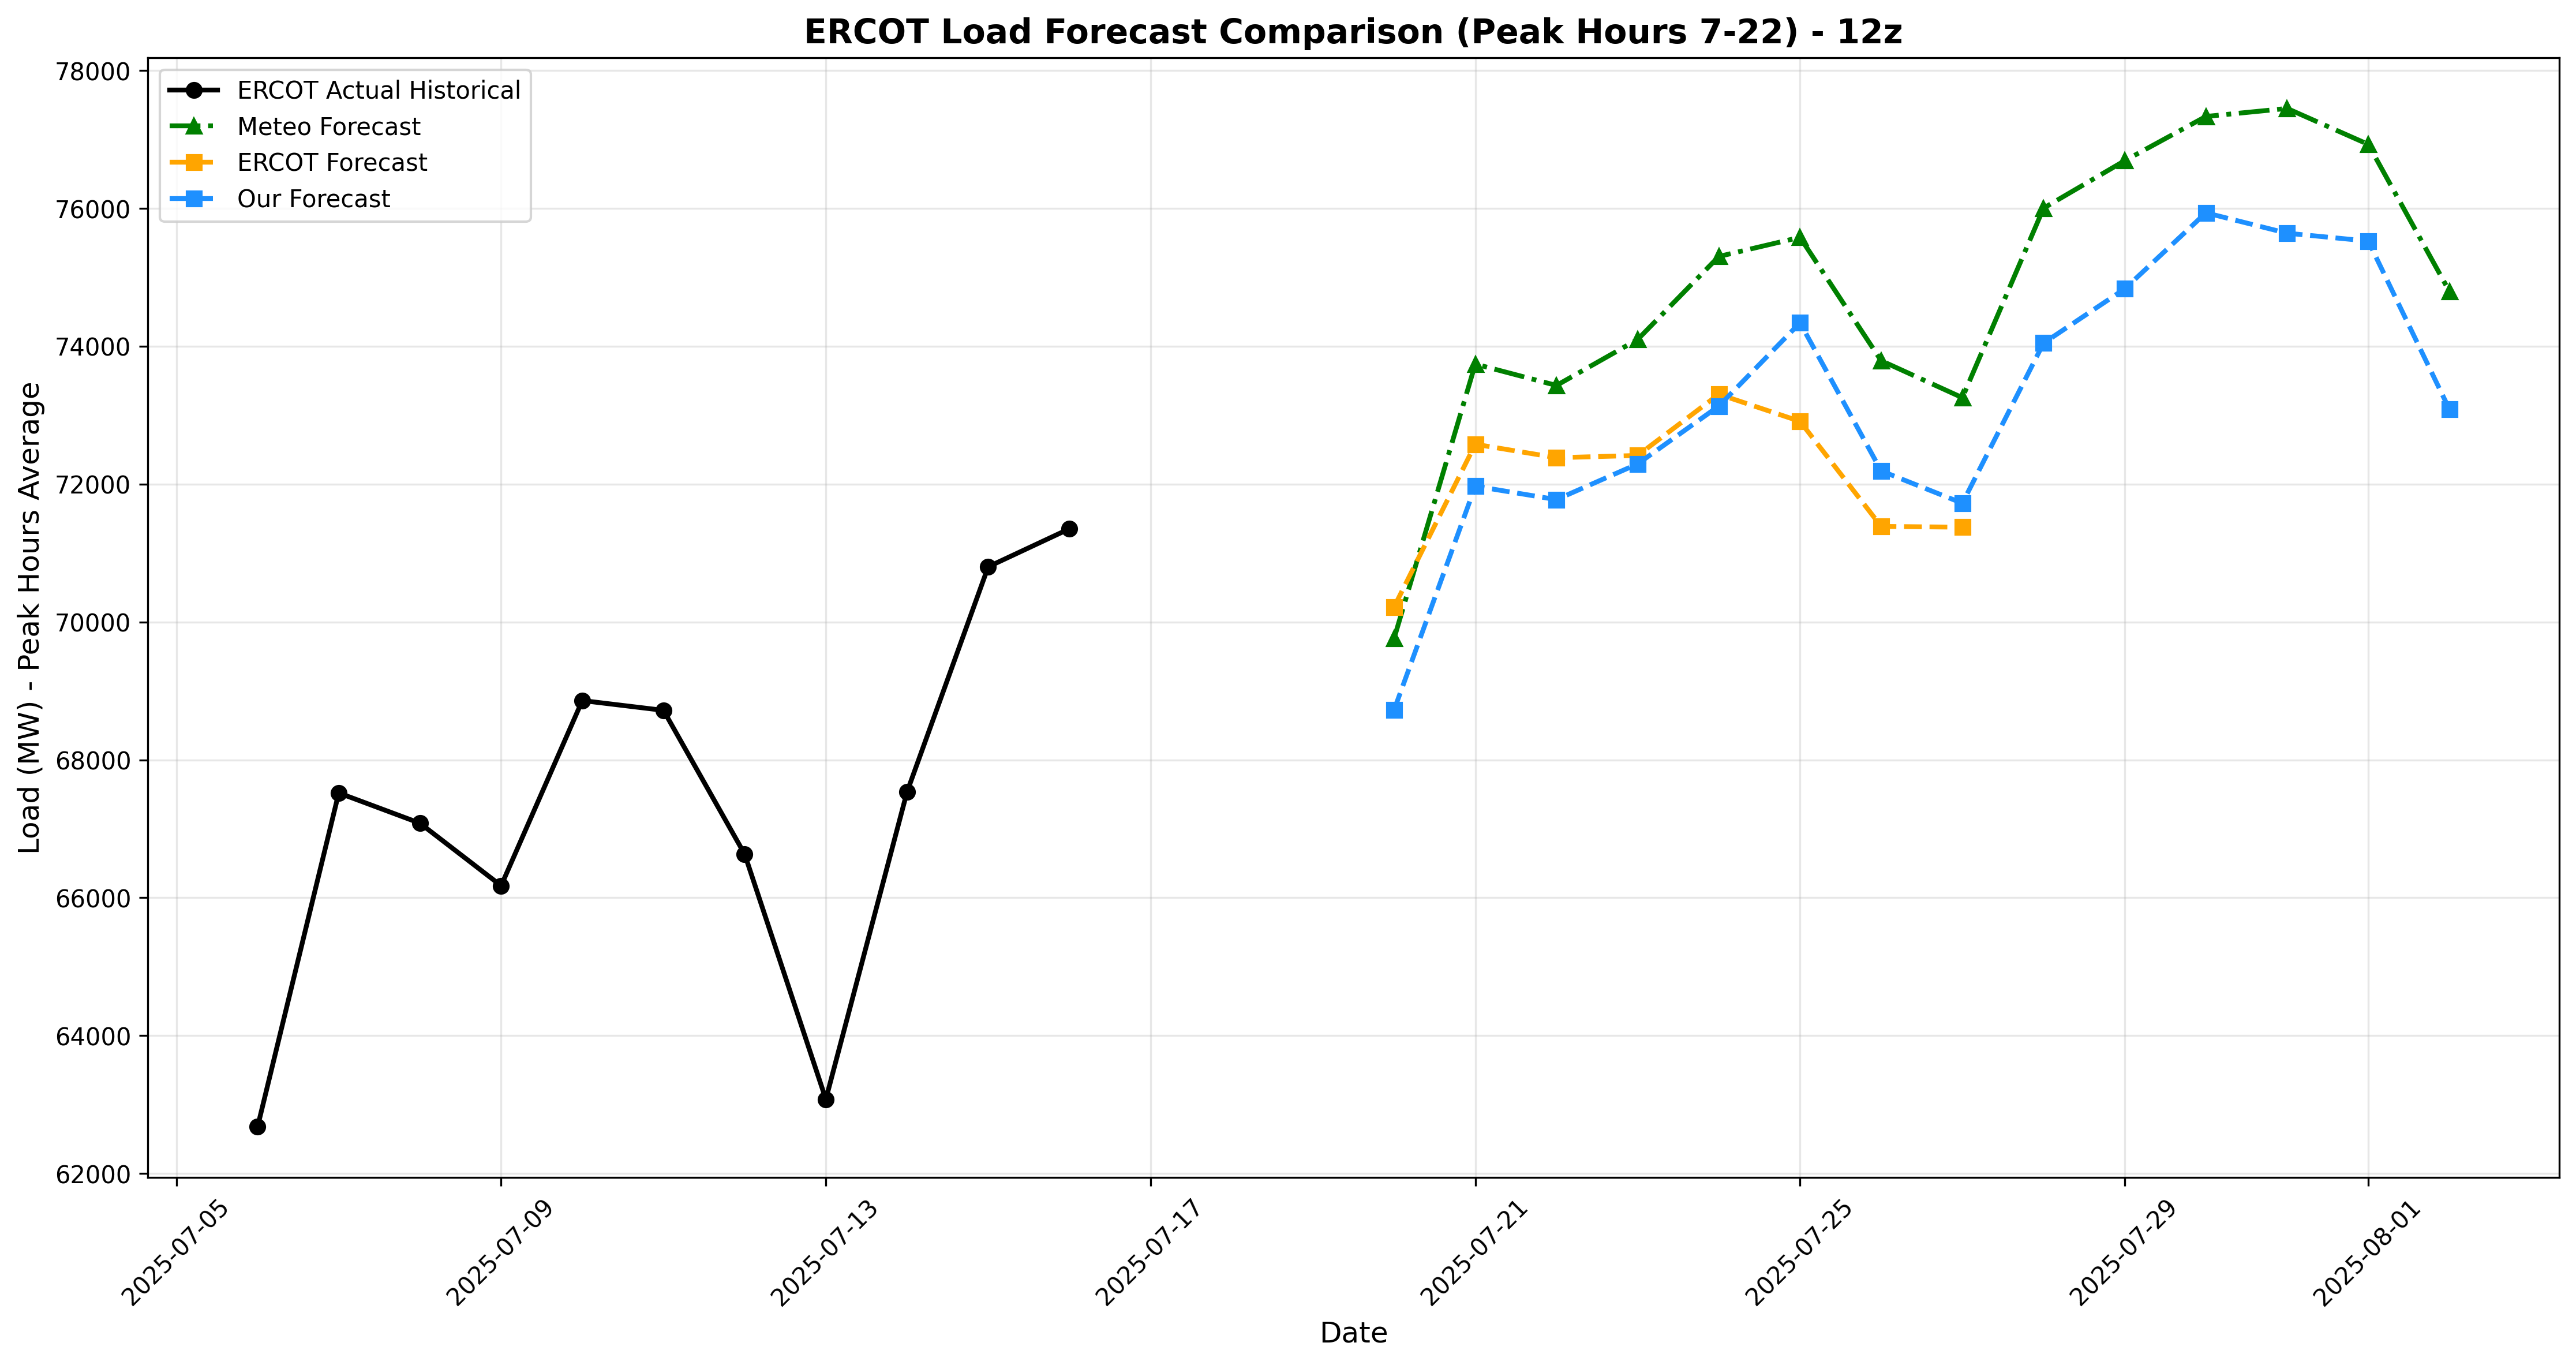 ERCOT Load Forecast Comparison (Peak Hours 7-22) - 12z
ERCOT Actual Historical
Meteo Forecast
ERCOT Forecast
Our Forecast
Load (MW) - Peak Hours Average
78000
76000
74000
72000
70000
68000
66000
64000
62000
2025-07-05
2025-07-09
2025-07-13
2025-07-17
2025-07-21
2025-07-25
2025-07-29
2025-08-01
Date